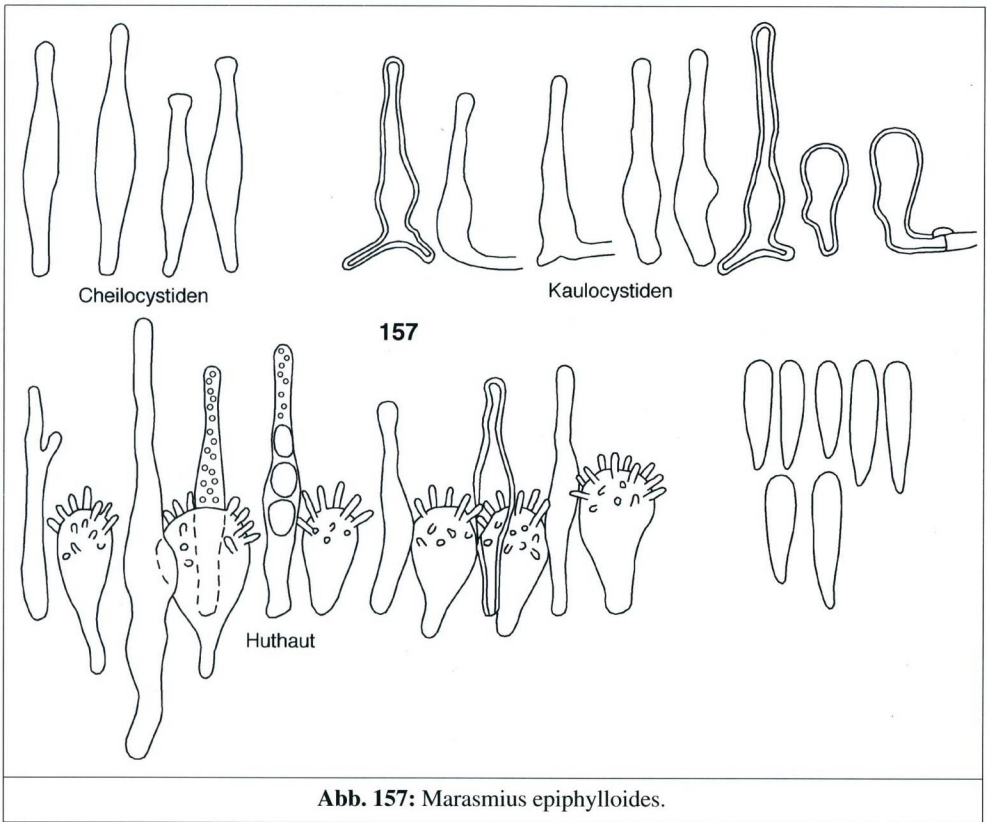 Cheilocystiden
Kaulocystiden
157
Huthaut
Abb. 157: Marasmius epiphylloides.